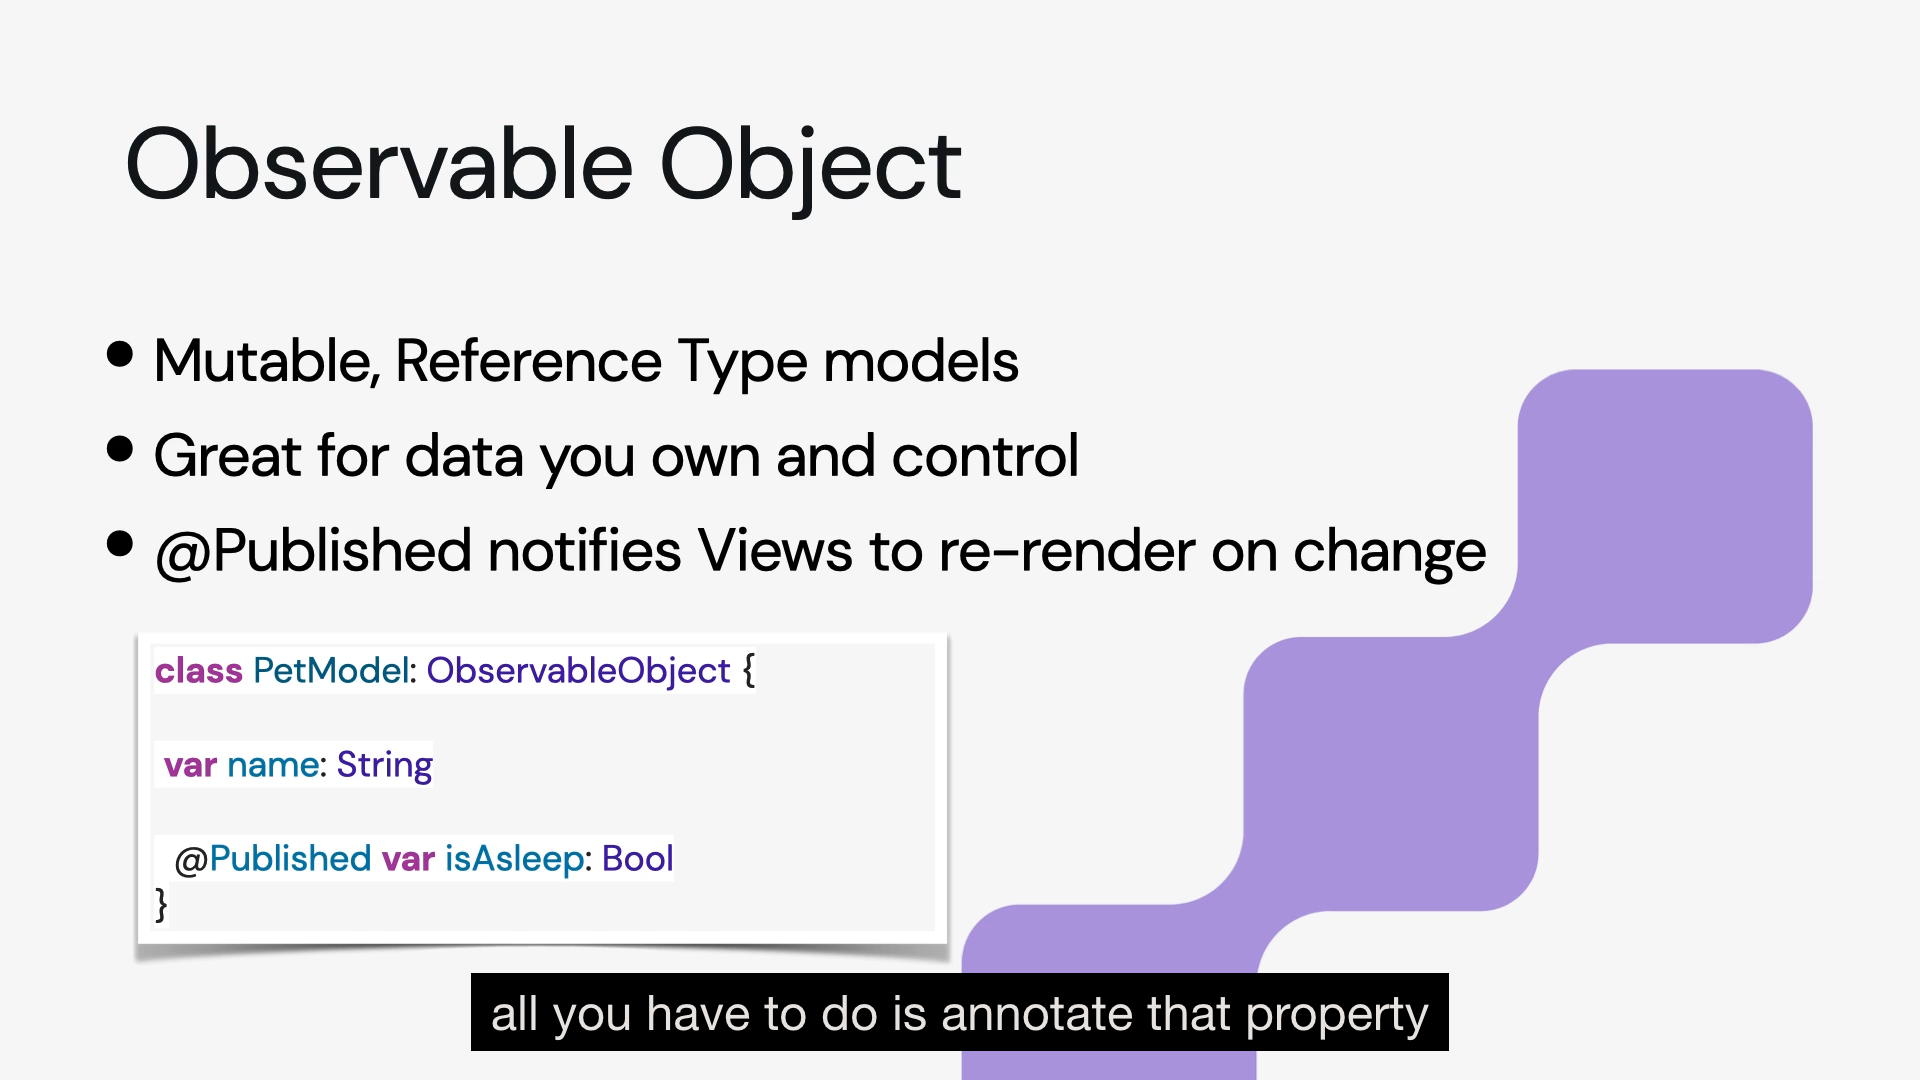 Observable Object
• Mutable, Reference Type models
• Great for data you own and control
• @Published notifies Views to re-render on change
class PetModel: ObservableObject {
var name: String
@Published var isAsleep: Bool
}
all you have to do is annotate that property